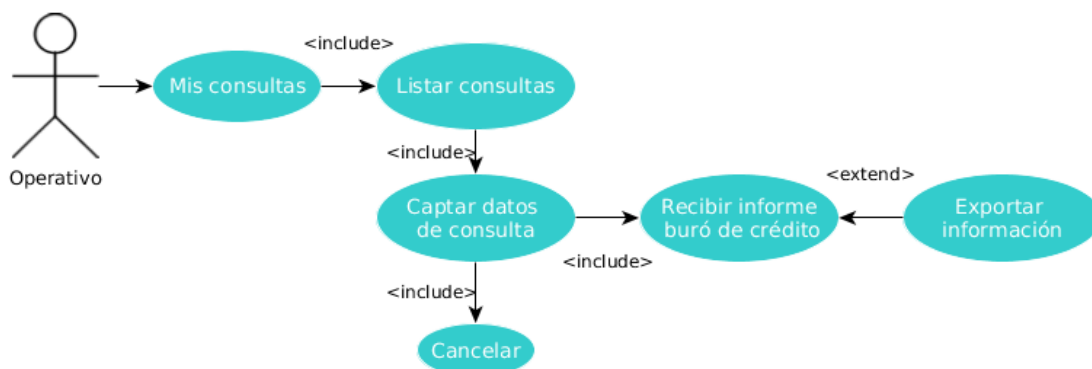 <include>
Mis consultas
Listar consultas
Operativo
<include>
<extend>
Captar datos
de consulta
Recibir informe
buró de crédito
Exportar
información
<include>
<include>
Cancelar